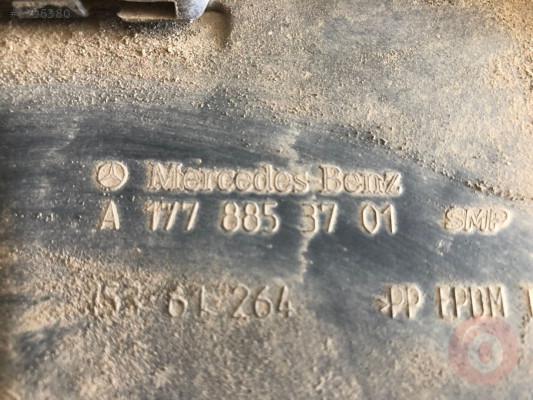 Mercedes-Benz
A 177 885 37 01 SMP
61 264 >PP EPDM